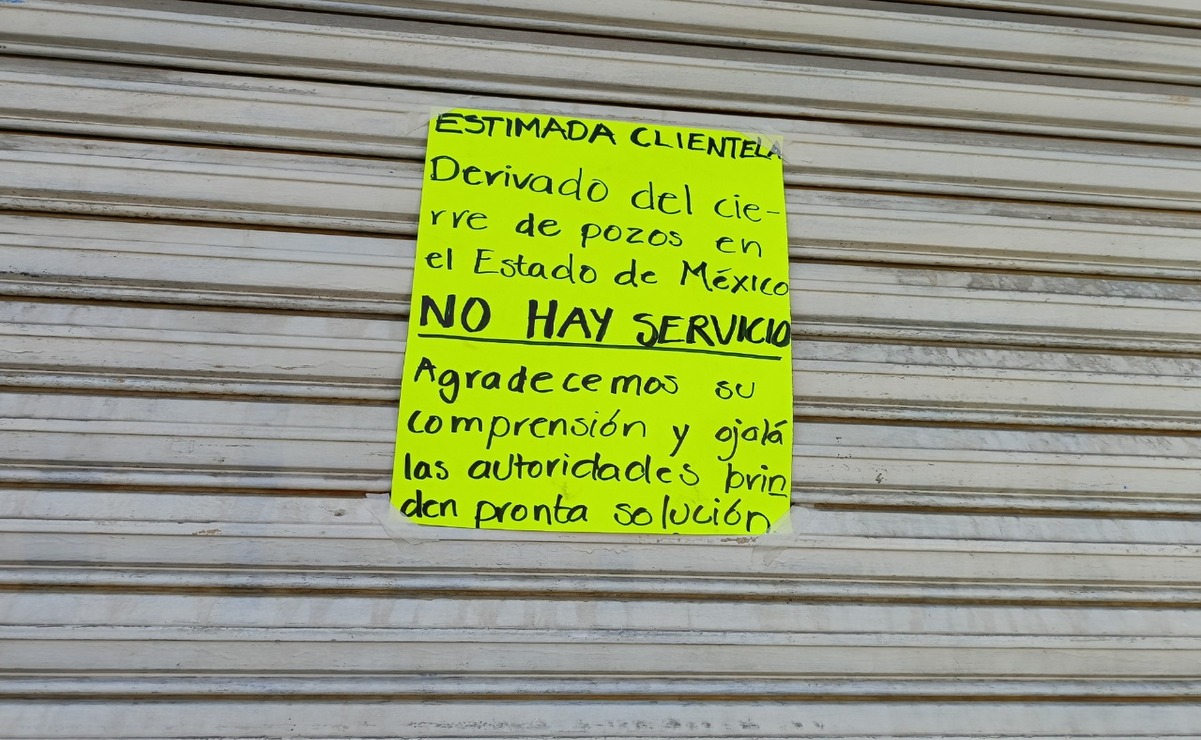 ESTIMADA CLIENTELA
Derivado del cie-
rre de pozos en
el Estado de México
NO HAY SERVICIO
Agradecemos su
comprensión y ojalá
las autoridades brin
den pronta solución